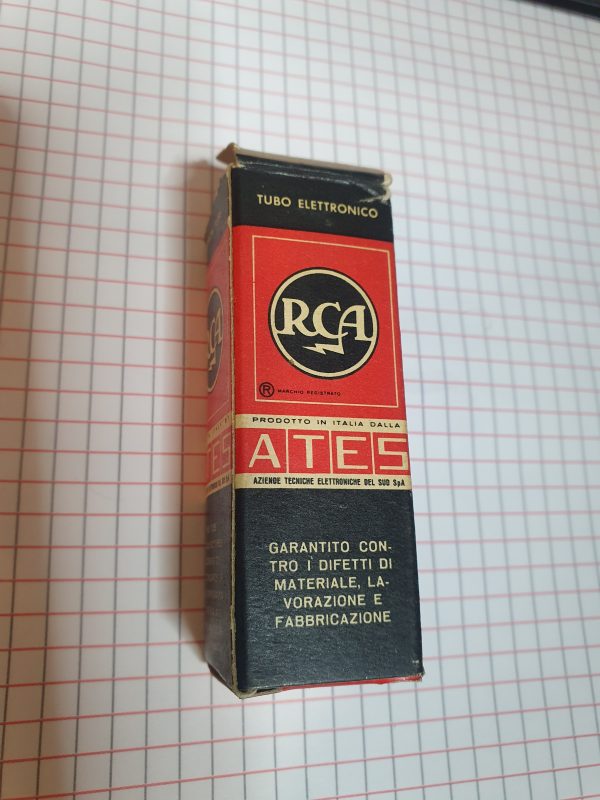 TUBO ELETTRONICO
RCA
® MARCHIO REGISTRATO
PRODOTTO IN ITALIA DALLA
ATES
AZIENDE TECNICHE ELETTRONICHE DEL SUD SpA
GARANTITO CON-
TRO I DIFETTI DI
MATERIALE, LA-
VORAZIONE E
FABBRICAZIONE
RCA